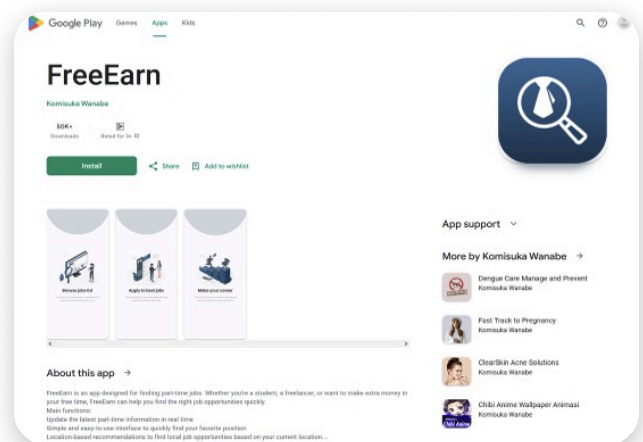 Google Play Games Apps Kids
FreeEarn
Komisuka Wanabe
50K+
Downloads
Rated for 3+
Install
Share
Add to wishlist
Browse jobs list
Apply to best jobs
Make your career
About this app →
FreeEarn is an app designed for finding part-time jobs. Whether you're a student, a freelancer, or want to make extra money in
your free time, FreeEarn can help you find the right job opportunities quickly.
Main functions:
Update the latest part-time information in real time
Simple and easy-to-use interface to quickly find your favorite position
Location-based recommendations to find local job opportunities based on your current location...
App support
More by Komisuka Wanabe →
Dengue Care Manage and Prevent
Komisuka Wanabe
Fast Track to Pregnancy
Komisuka Wanabe
ClearSkin Acne Solutions
Komisuka Wanabe
Chibi Anime Wallpaper Animasi
Komisuka Wanabe